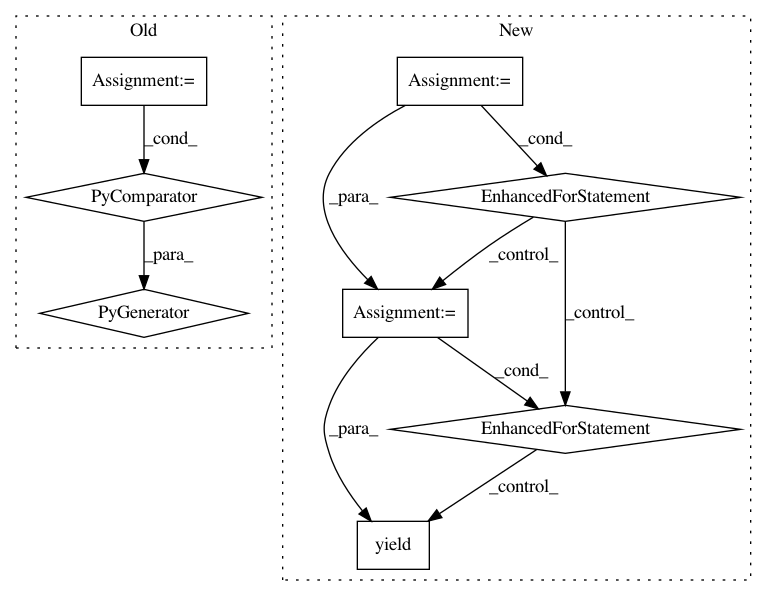 Old
New
Assignment:=
Assignment:=
_cond_
_cond_
PyComparator
_para_
EnhancedForStatement
_para_
_control_
PyGenerator
Assignment:=
_control_
_cond_
_para_
EnhancedForStatement
_control_
yield